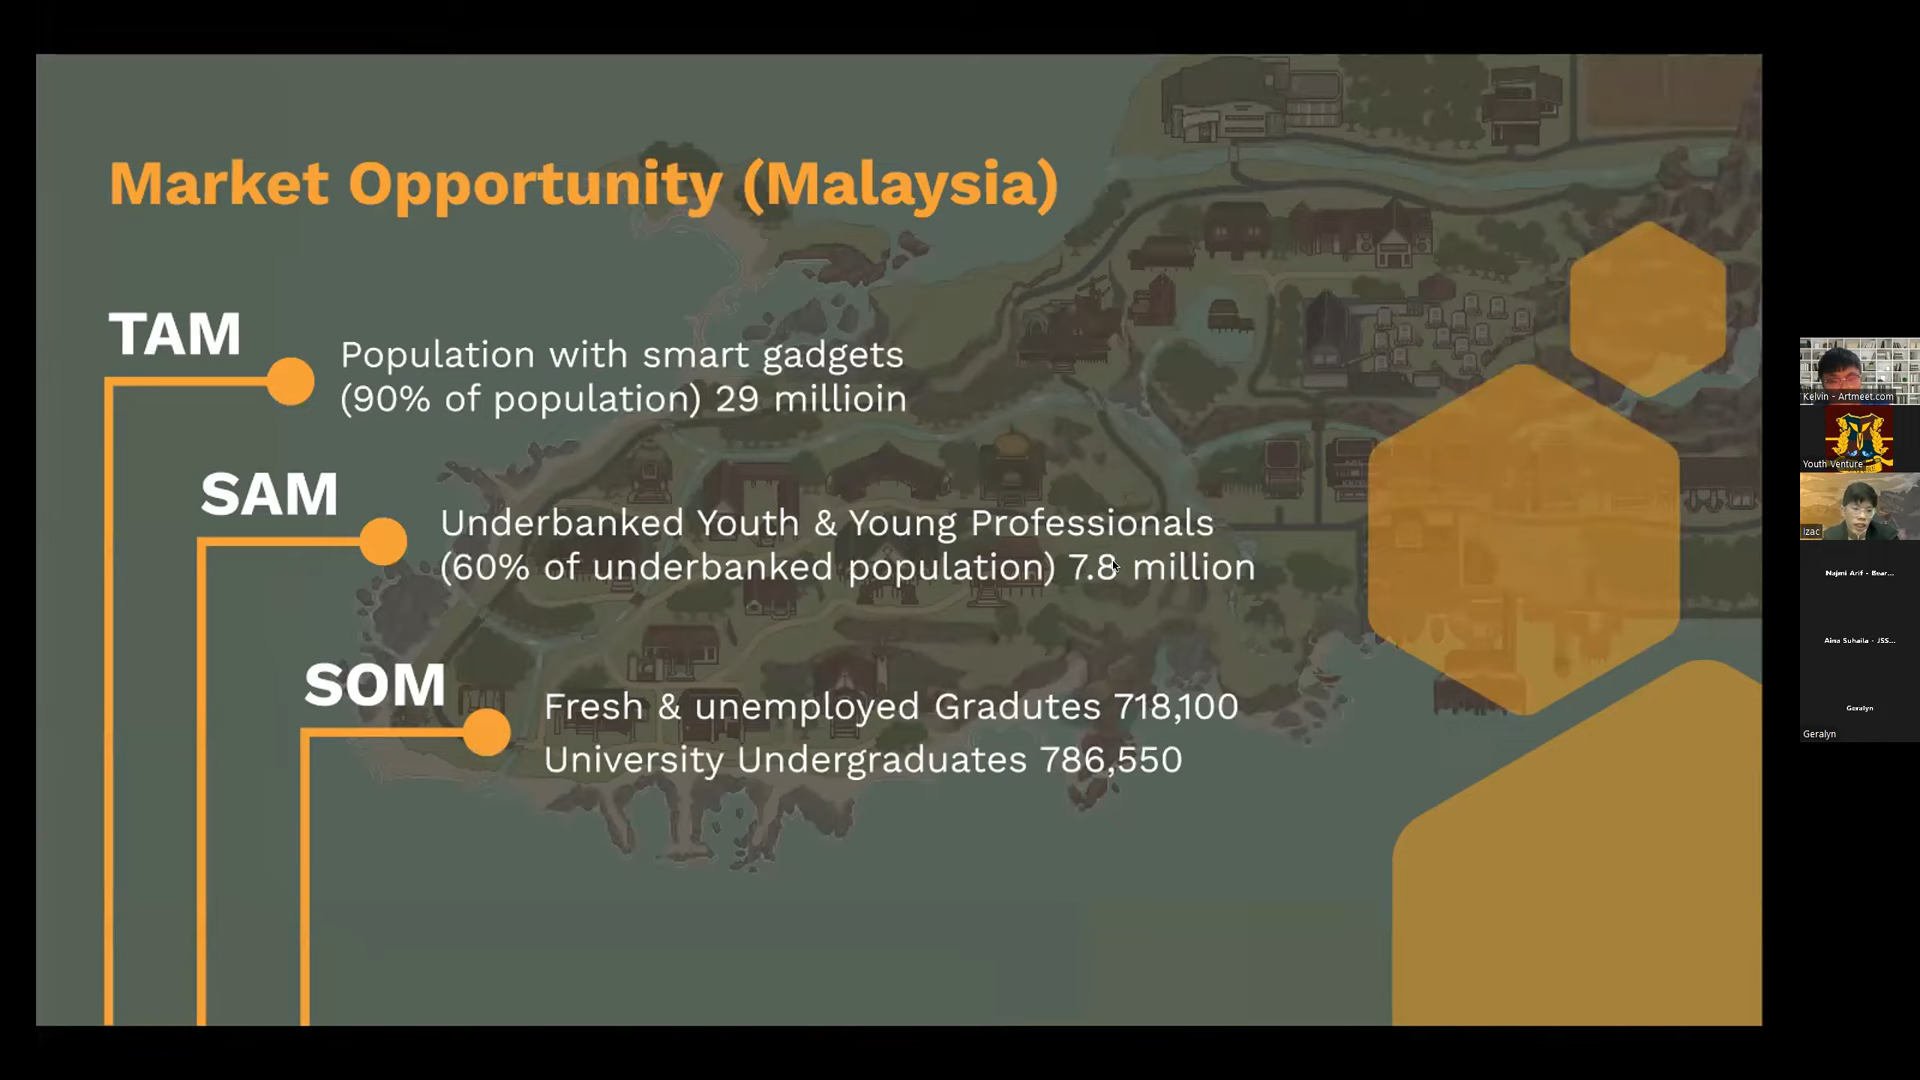 Market Opportunity (Malaysia)
TAM
Population with smart gadgets
(90% of population) 29 millioin
SAM
Underbanked Youth & Young Professionals
(60% of underbanked population) 7.8 million
SOM
Fresh & unemployed Gradutes 718,100
University Undergraduates 786,550
Kelvin - Artmeet.com
Youth Venture
Izac
Najmi Arif - Bear...
Aina Suhaila - JSS...
Geralyn
Geralyn